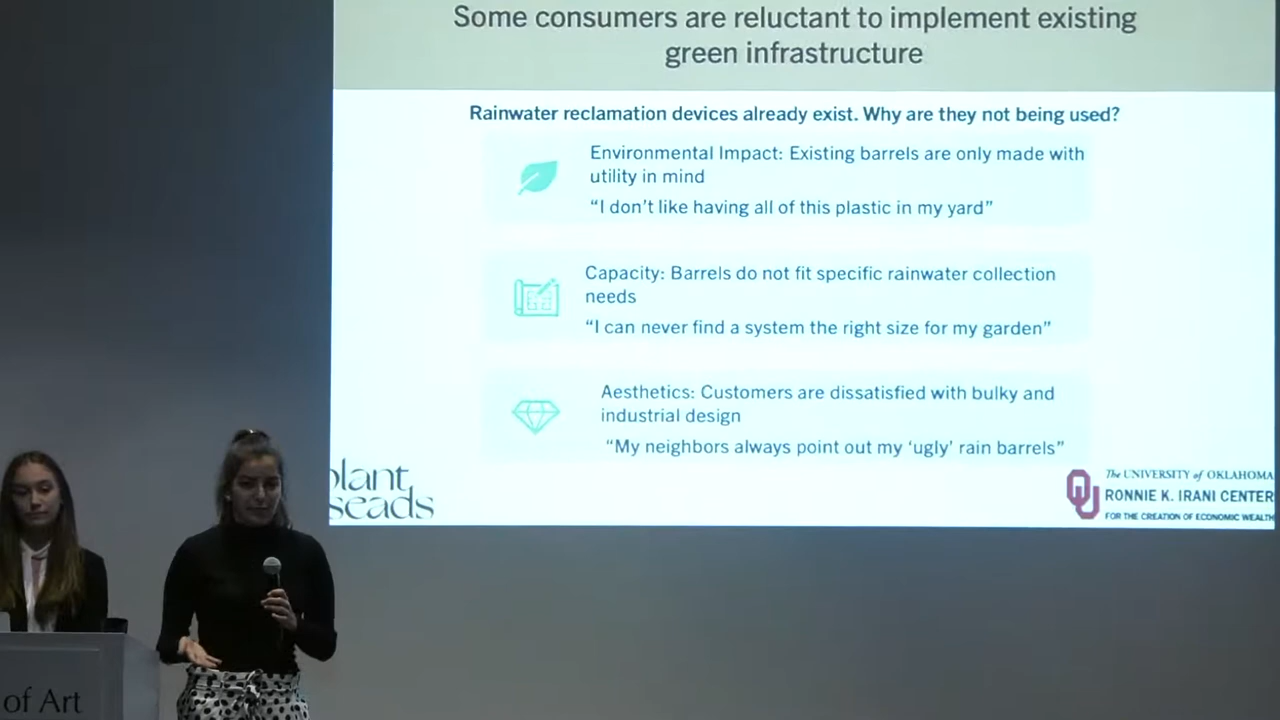 Some consumers are reluctant to implement existing
green infrastructure
Rainwater reclamation devices already exist. Why are they not being used?
Environmental Impact: Existing barrels are only made with
utility in mind
“I don’t like having all of this plastic in my yard”
Capacity: Barrels do not fit specific rainwater collection
needs
“I can never find a system the right size for my garden”
Aesthetics: Customers are dissatisfied with bulky and
industrial design
“My neighbors always point out my ‘ugly’ rain barrels”
plant
seads
OU
The UNIVERSITY of OKLAHOMA
RONNIE K. IRANI CENTER
FOR THE CREATION OF ECONOMIC WEALTH
of Art